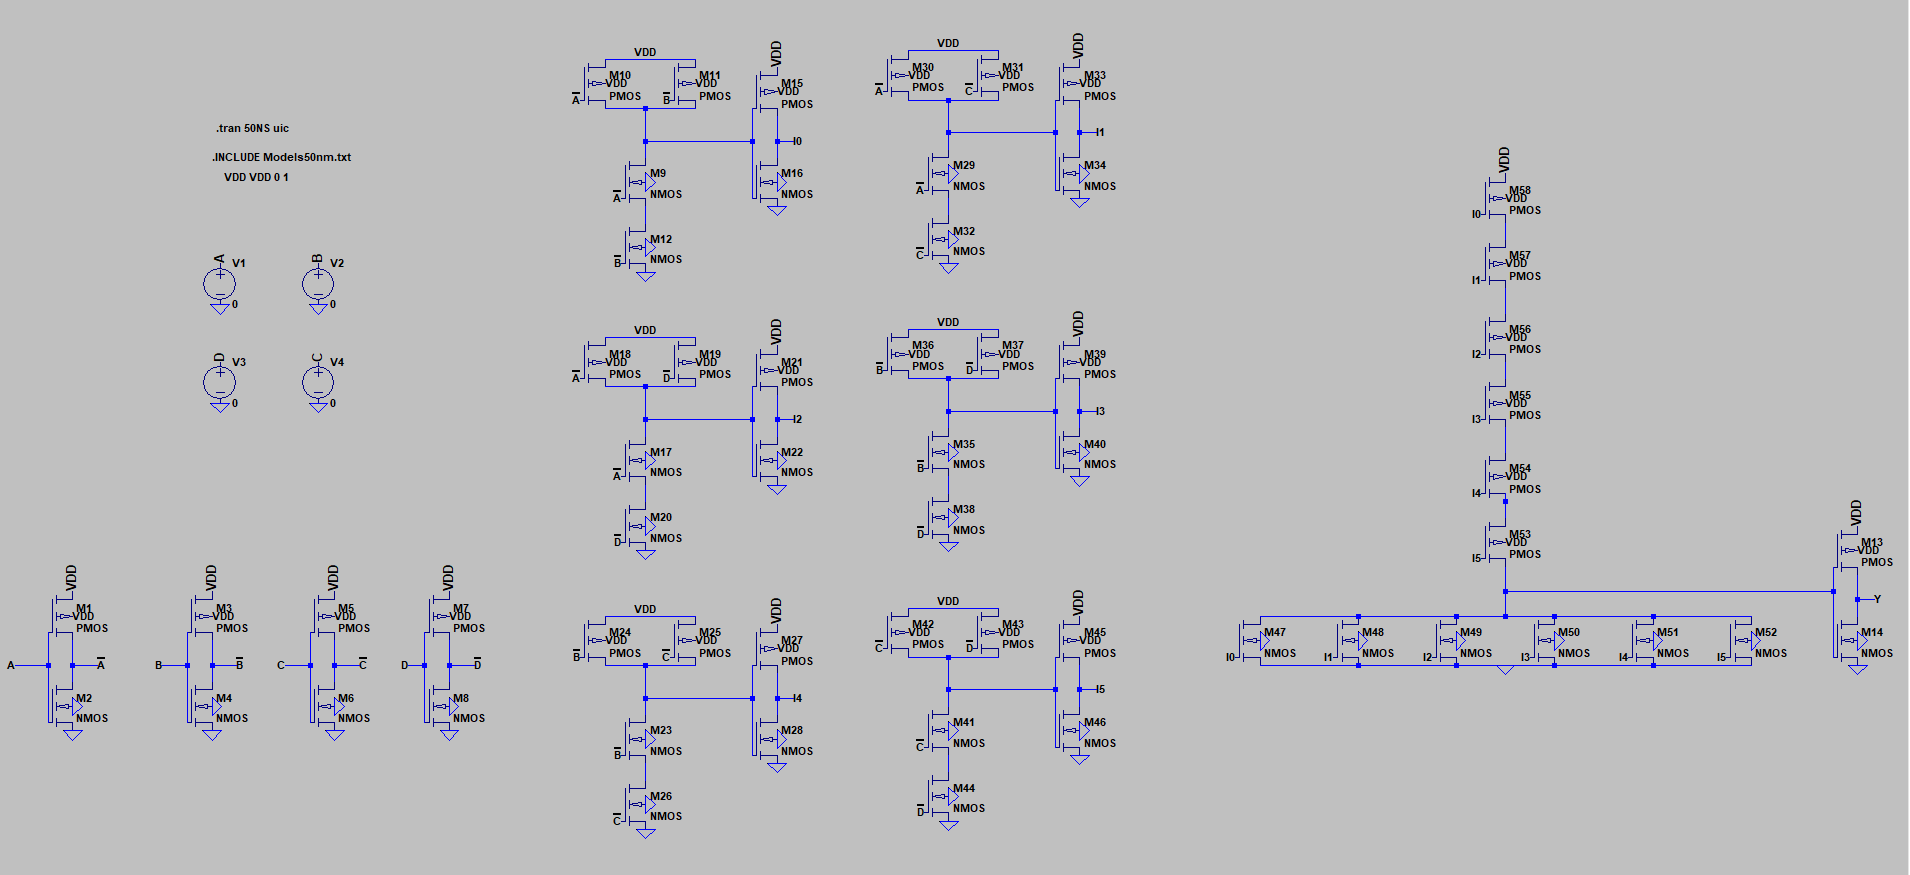 .tran 50NS uic
.INCLUDE Models50nm.txt
VDD VDD 0 1
A
V1
0
B
V2
0
D
V3
0
C
V4
0
VDD
M1
VDD
PMOS
A
A̅
M2
NMOS
VDD
M3
VDD
PMOS
B
B̅
M4
NMOS
VDD
M5
VDD
PMOS
C
C̅
M6
NMOS
VDD
M7
VDD
PMOS
D
D̅
M8
NMOS
VDD
M10
VDD
PMOS
A̅
M11
VDD
PMOS
B̅
VDD
M15
VDD
PMOS
I0
M9
NMOS
A̅
M16
NMOS
M12
NMOS
B̅
VDD
M30
VDD
PMOS
A̅
M31
VDD
PMOS
C̅
VDD
M33
VDD
PMOS
I1
M29
NMOS
A̅
M34
NMOS
M32
NMOS
C̅
VDD
M18
VDD
PMOS
A̅
M19
VDD
PMOS
D̅
VDD
M21
VDD
PMOS
I2
M17
NMOS
A̅
M22
NMOS
M20
NMOS
D̅
VDD
M36
VDD
PMOS
B̅
M37
VDD
PMOS
D̅
VDD
M39
VDD
PMOS
I3
M35
NMOS
B̅
M40
NMOS
M38
NMOS
D̅
VDD
M24
VDD
PMOS
B̅
M25
VDD
PMOS
C̅
VDD
M27
VDD
PMOS
I4
M23
NMOS
B̅
M28
NMOS
M26
NMOS
C̅
VDD
M42
VDD
PMOS
C̅
M43
VDD
PMOS
D̅
VDD
M45
VDD
PMOS
I5
M41
NMOS
C̅
M46
NMOS
M44
NMOS
D̅
VDD
M58
VDD
PMOS
I0
M57
VDD
PMOS
I1
M56
VDD
PMOS
I2
M55
VDD
PMOS
I3
M54
VDD
PMOS
I4
M53
VDD
PMOS
I5
M47
NMOS
I0
M48
NMOS
I1
M49
NMOS
I2
M50
NMOS
I3
M51
NMOS
I4
M52
NMOS
I5
VDD
M13
VDD
PMOS
Y
M14
NMOS